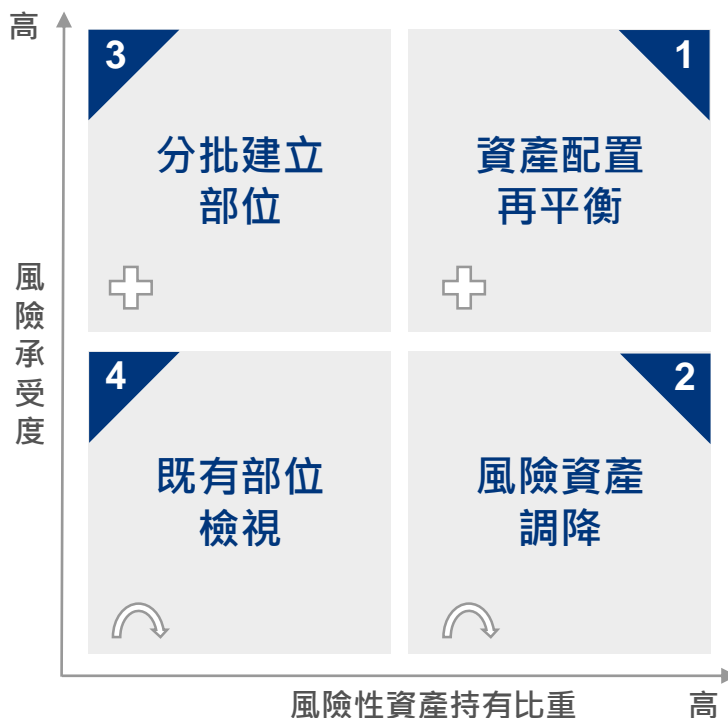 高
3
分批建立
部位
1
資產配置
再平衡
風險承受度
4
既有部位
檢視
2
風險資產
調降
風險性資產持有比重
高